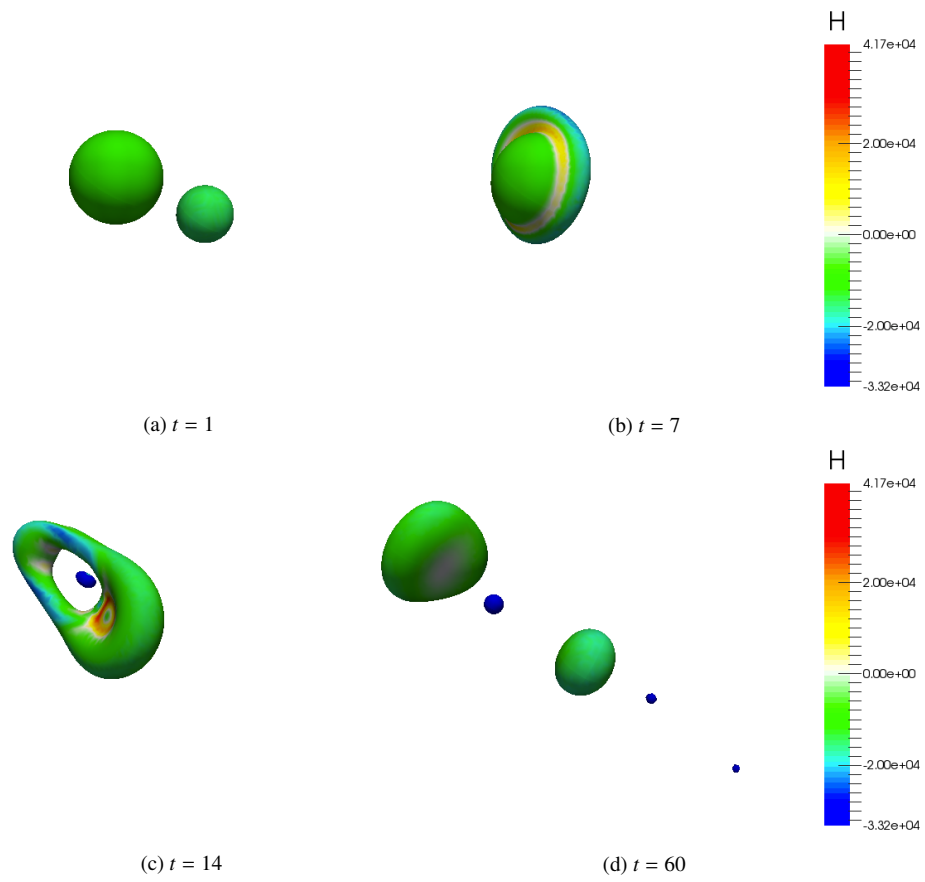 H
4.17e+04
2.00e+04
0.00e+00
-2.00e+04
-3.32e+04
(a) t = 1
(b) t = 7
H
4.17e+04
2.00e+04
0.00e+00
-2.00e+04
-3.32e+04
(c) t = 14
(d) t = 60